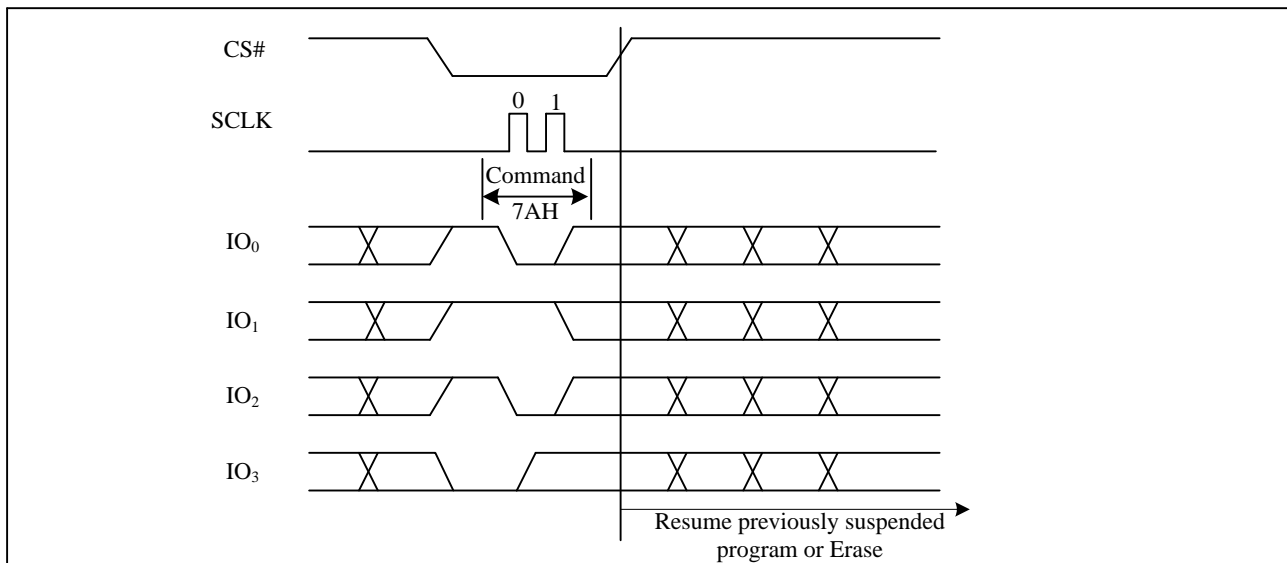 CS#
0 1
SCLK
Command
7AH
IO₀
IO₁
IO₂
IO₃
Resume previously suspended
program or Erase